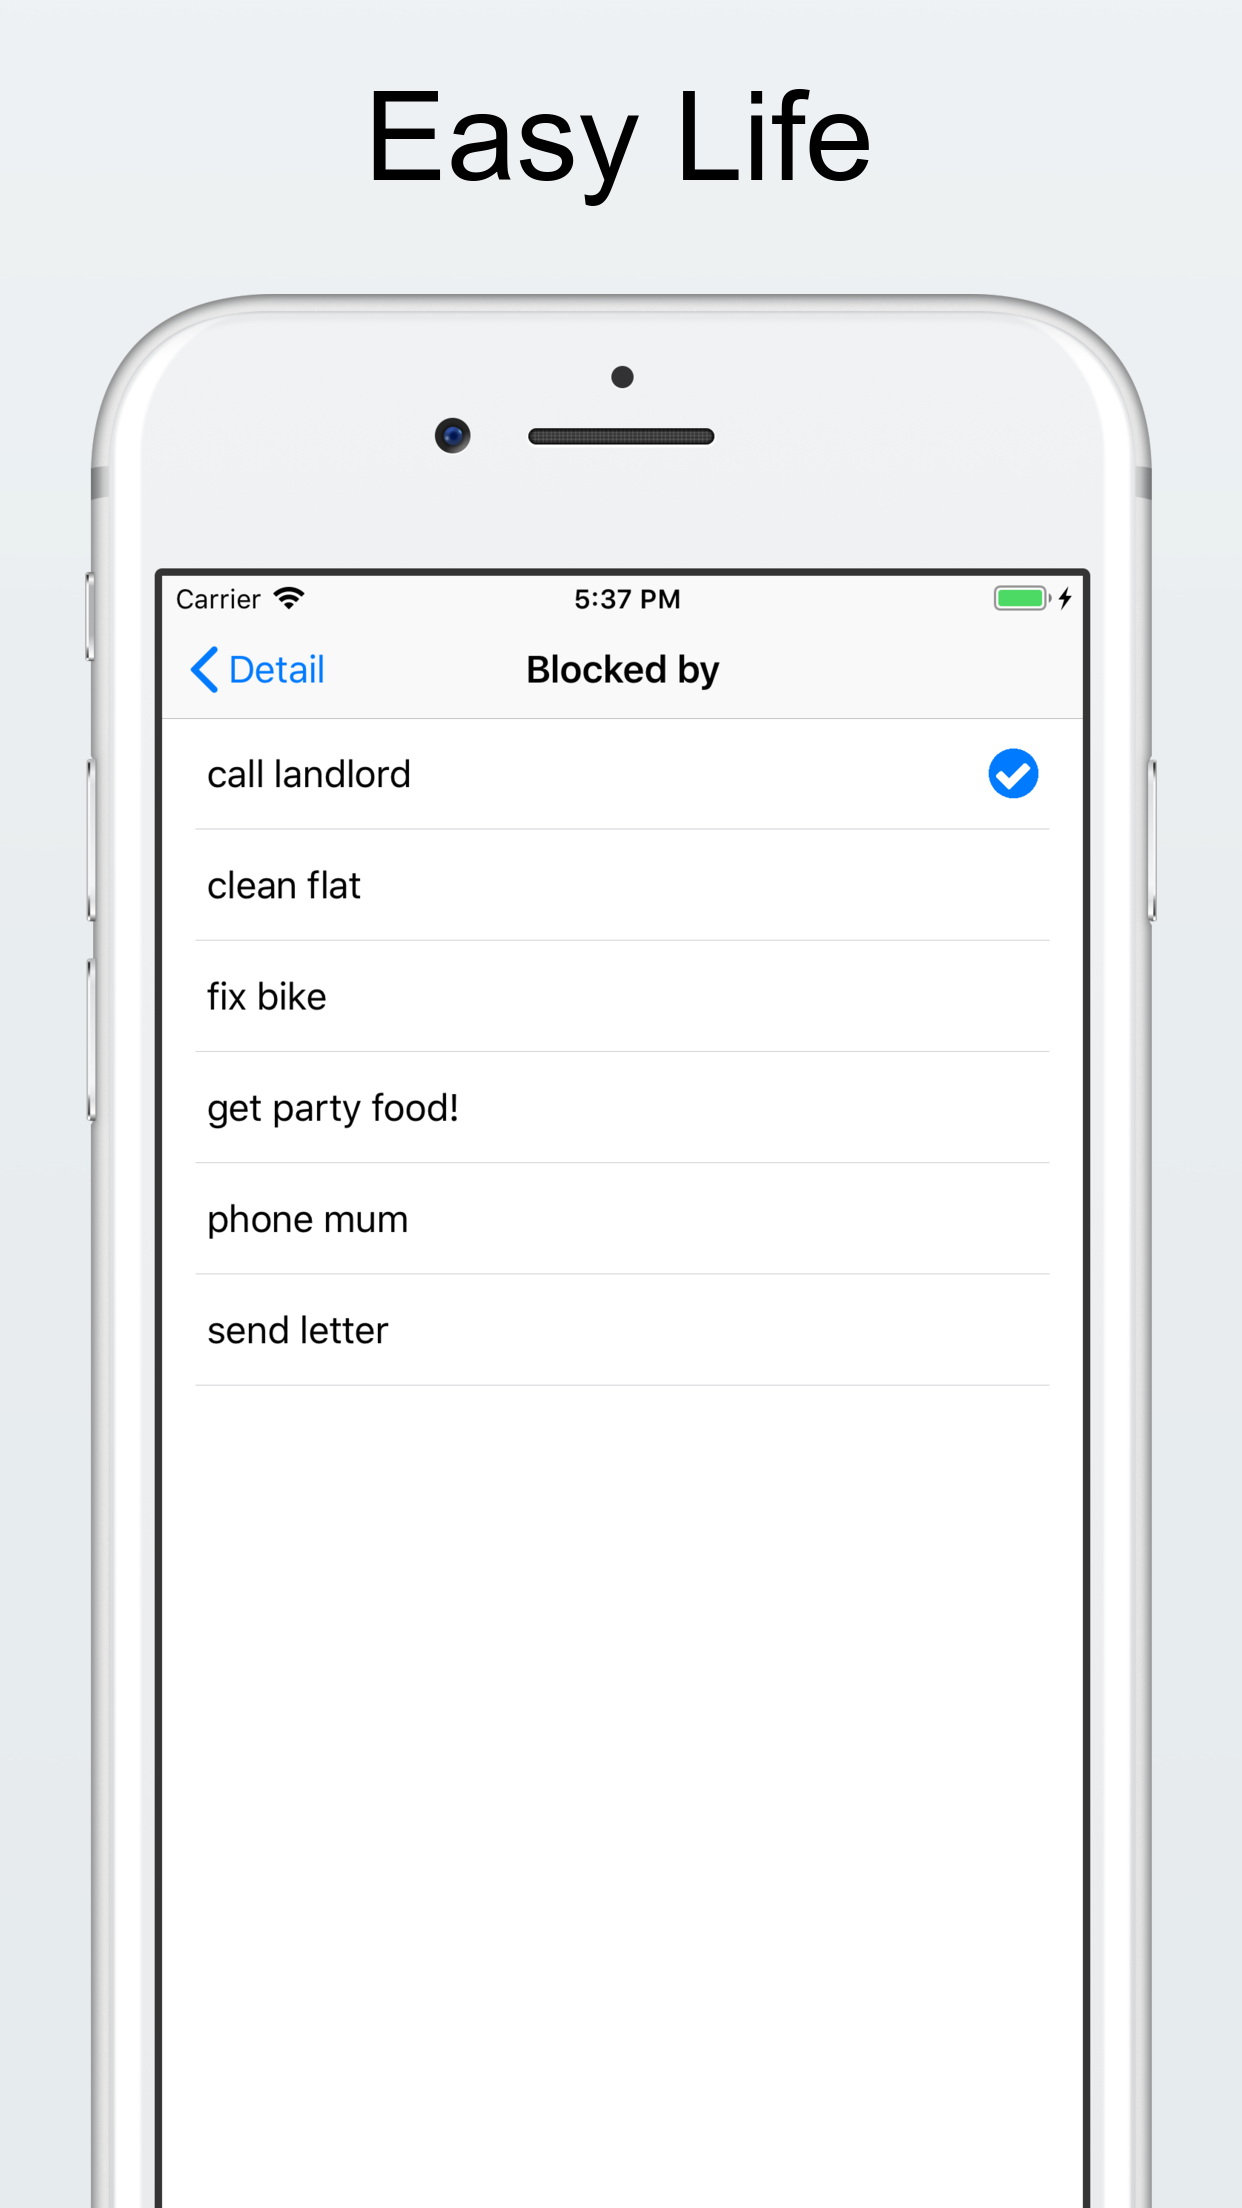 Easy Life
Carrier 5:37 PM
Detail Blocked by
call landlord
clean flat
fix bike
get party food!
phone mum
send letter